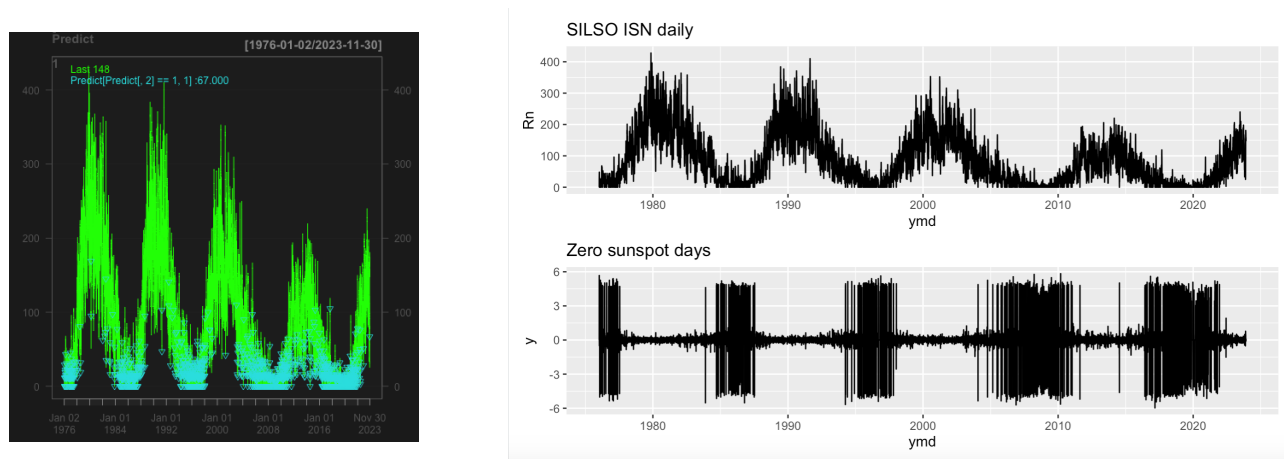 Predict
[1976-01-02/2023-11-30]
1
Last 148
Predict[Predict[, 2] == 1, 1] :67.000
400
400
300
300
200
200
100
100
0
0
Jan 02 Jan 01 Jan 01 Jan 01 Jan 01 Jan 01 Nov 30
1976 1984 1992 2000 2008 2016 2023
SILSO ISN daily
400
300
200
100
0
Rn
1980 1990 2000 2010 2020
ymd
Zero sunspot days
6
3
0
-3
-6
y
1980 1990 2000 2010 2020
ymd